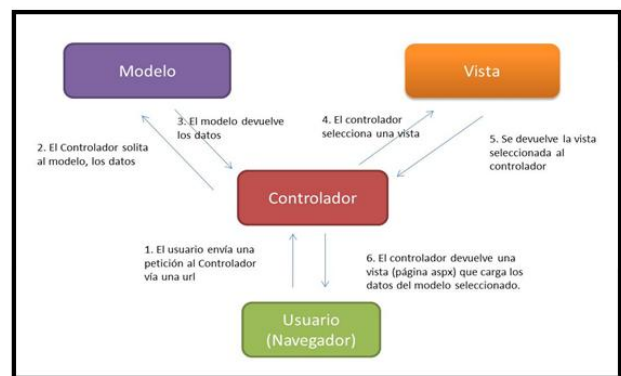 Modelo
Vista
3. El modelo devuelve
los datos
4. El controlador
selecciona una vista
2. El Controlador solita
al modelo, los datos
5. Se devuelve la vista
seleccionada al
controlador
Controlador
1. El usuario envía una
petición al Controlador
vía una url
6. El controlador devuelve una
vista (página aspx) que carga los
datos del modelo seleccionado.
Usuario
(Navegador)